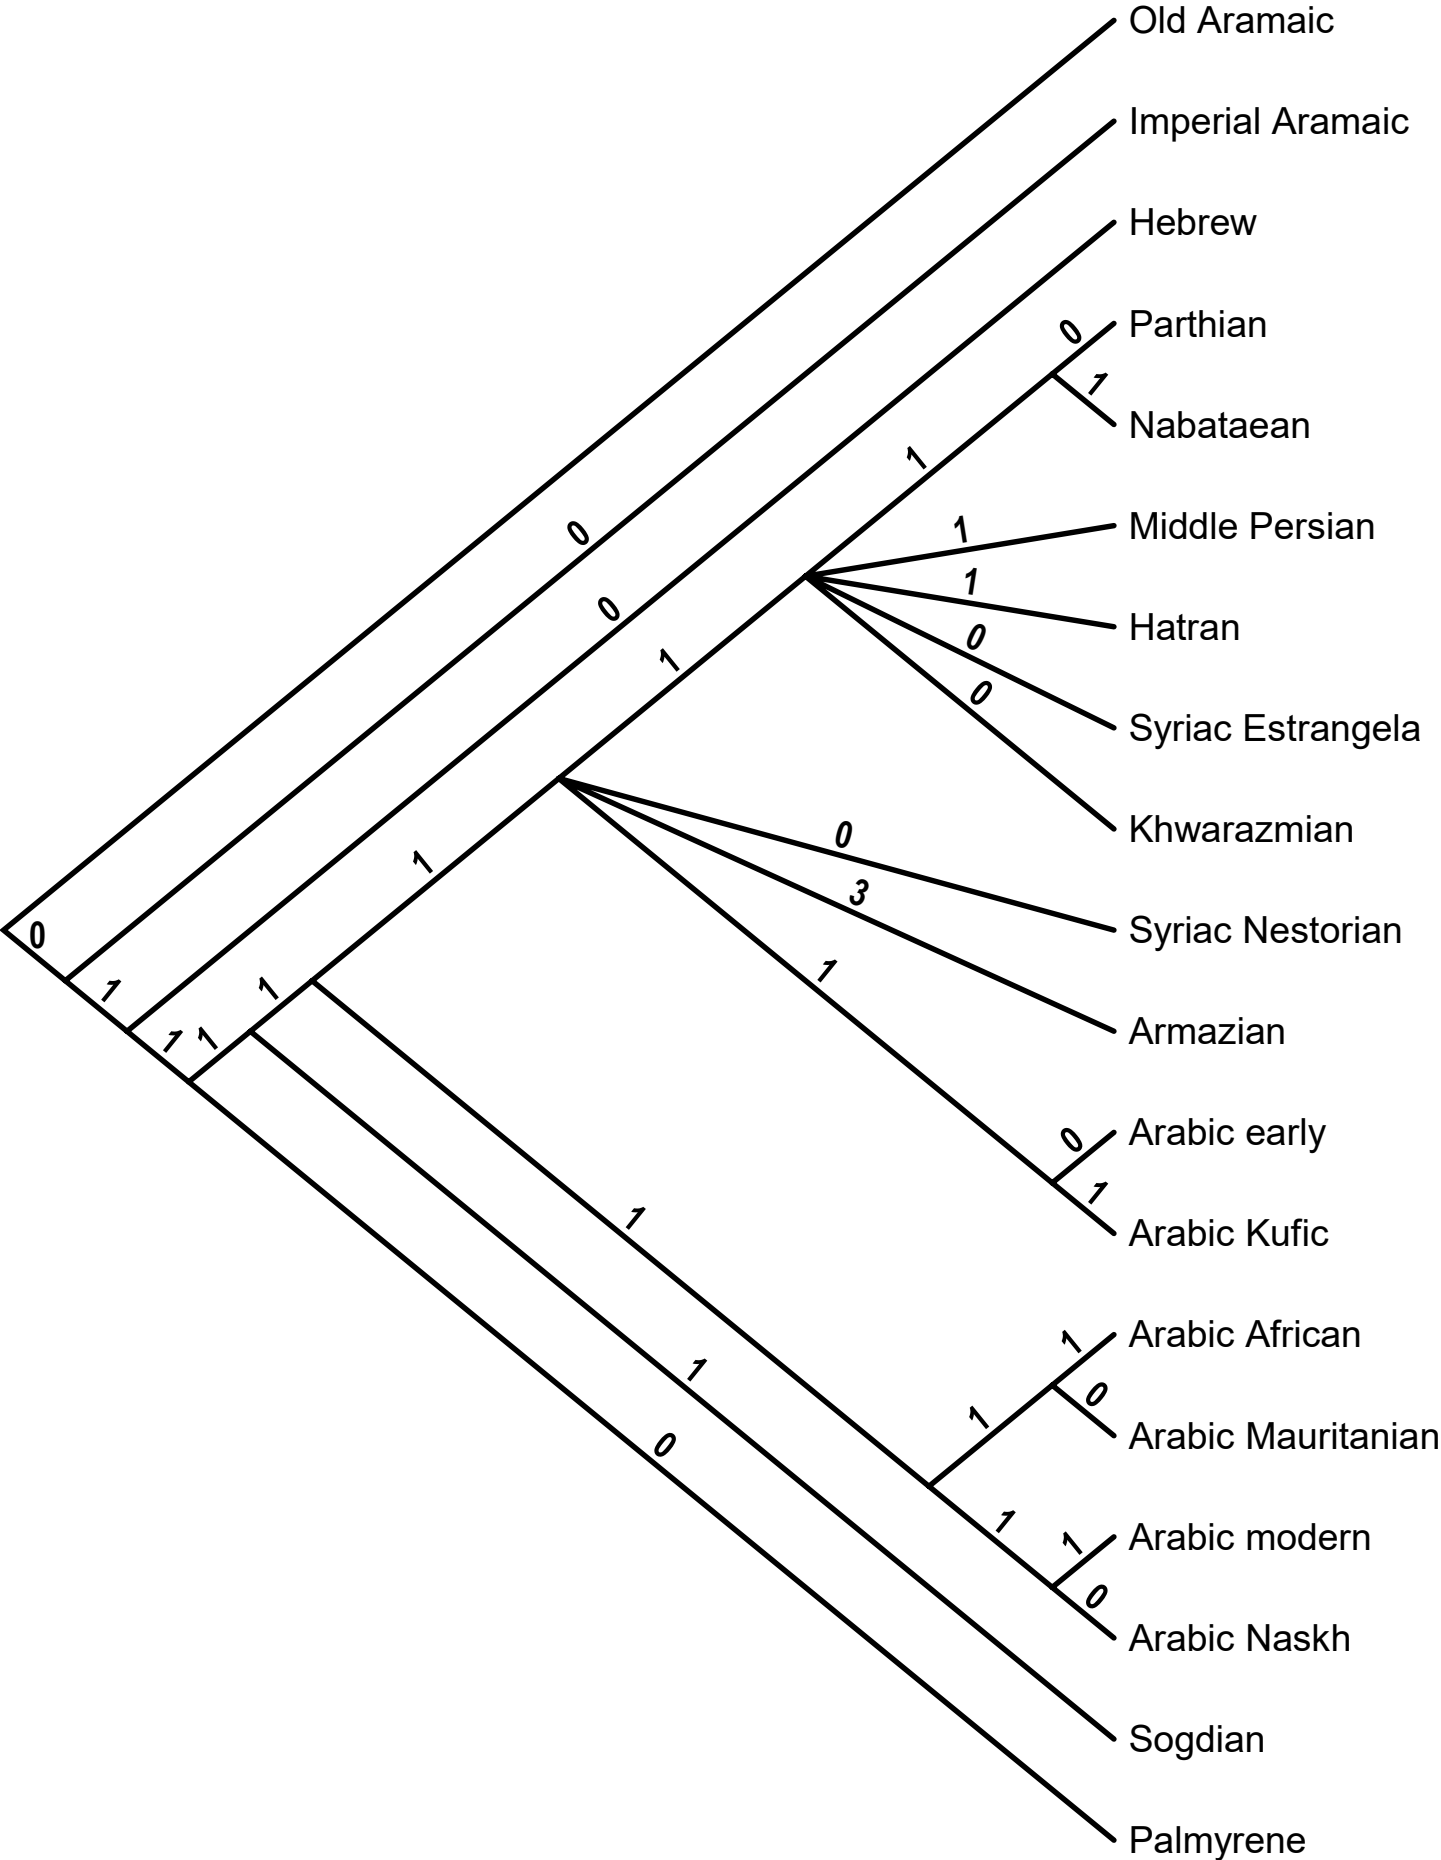 Old Aramaic
Imperial Aramaic
Hebrew
0
Parthian
1
Nabataean
1
1
Middle Persian
0
1
Hatran
0
0
1
Syriac Estrangela
0
Khwarazmian
0
1
3
Syriac Nestorian
0
1
1
1
Armazian
1
1
0
Arabic early
1
Arabic Kufic
1
1
Arabic African
1
0
1
Arabic Mauritanian
0
1
1
Arabic modern
0
Arabic Naskh
Sogdian
Palmyrene